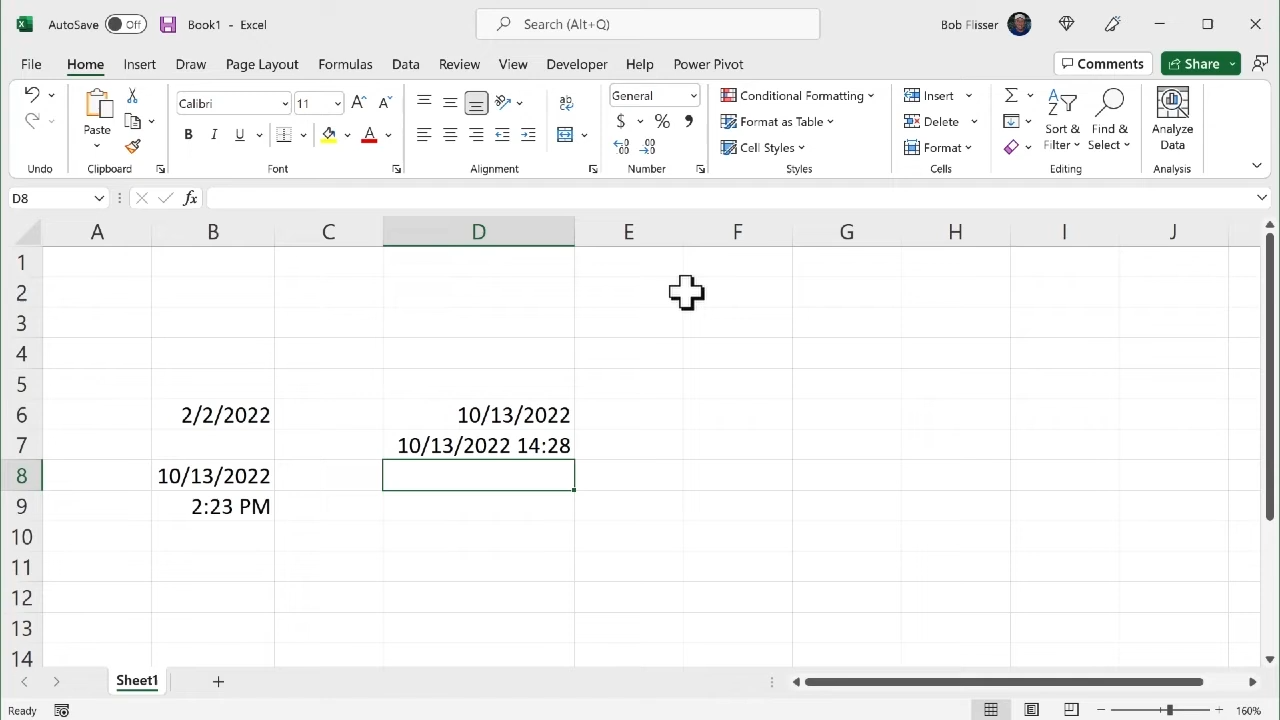 AutoSave Off Book1 - Excel Search (Alt+Q) Bob Flisser
File Home Insert Draw Page Layout Formulas Data Review View Developer Help Power Pivot Comments Share
Calibri 11 General Conditional Formatting Insert
Paste B I U A $ % Format as Table Delete Sort & Filter Find & Select Analyze Data
Cell Styles Format
Undo Clipboard Font Alignment Number Styles Cells Editing Analysis
D8 fx
A B C D E F G H I J
1
2
3
4
5
6 2/2/2022 10/13/2022
7 10/13/2022 14:28
8 10/13/2022
9 2:23 PM
10
11
12
13
14
Sheet1
Ready 160%